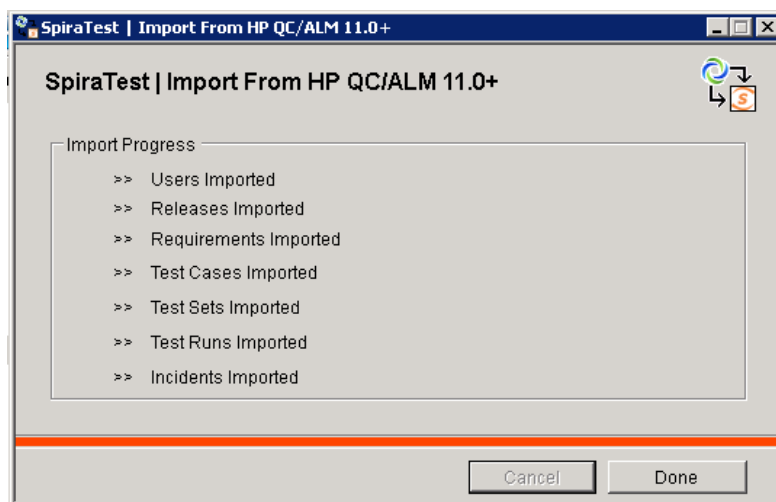 SpiraTest | Import From HP QC/ALM 11.0+
SpiraTest | Import From HP QC/ALM 11.0+
Import Progress
>> Users Imported
>> Releases Imported
>> Requirements Imported
>> Test Cases Imported
>> Test Sets Imported
>> Test Runs Imported
>> Incidents Imported
Cancel Done